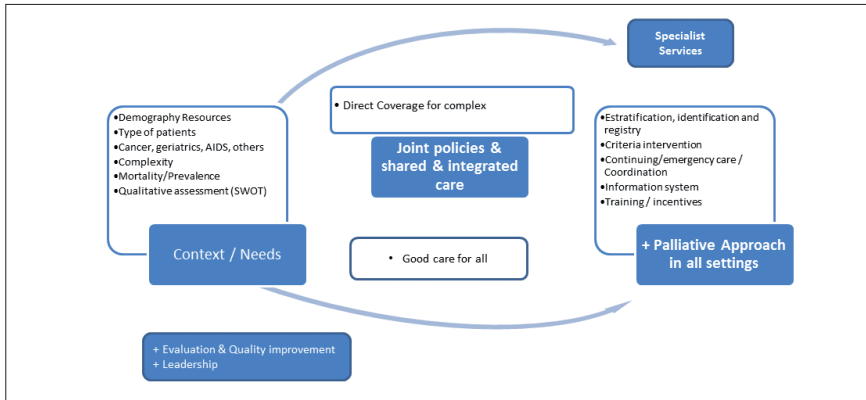 Specialist
Services
• Direct Coverage for complex
•Demography Resources
•Type of patients
•Cancer, geriatrics, AIDS, others
•Complexity
•Mortality/Prevalence
•Qualitative assessment (SWOT)
Context / Needs
Joint policies &
shared & integrated
care
•Estratification, identification and
registry
•Criteria intervention
•Continuing/emergency care /
Coordination
•Information system
•Training / incentives
+ Palliative Approach
in all settings
• Good care for all
+ Evaluation & Quality improvement
+ Leadership